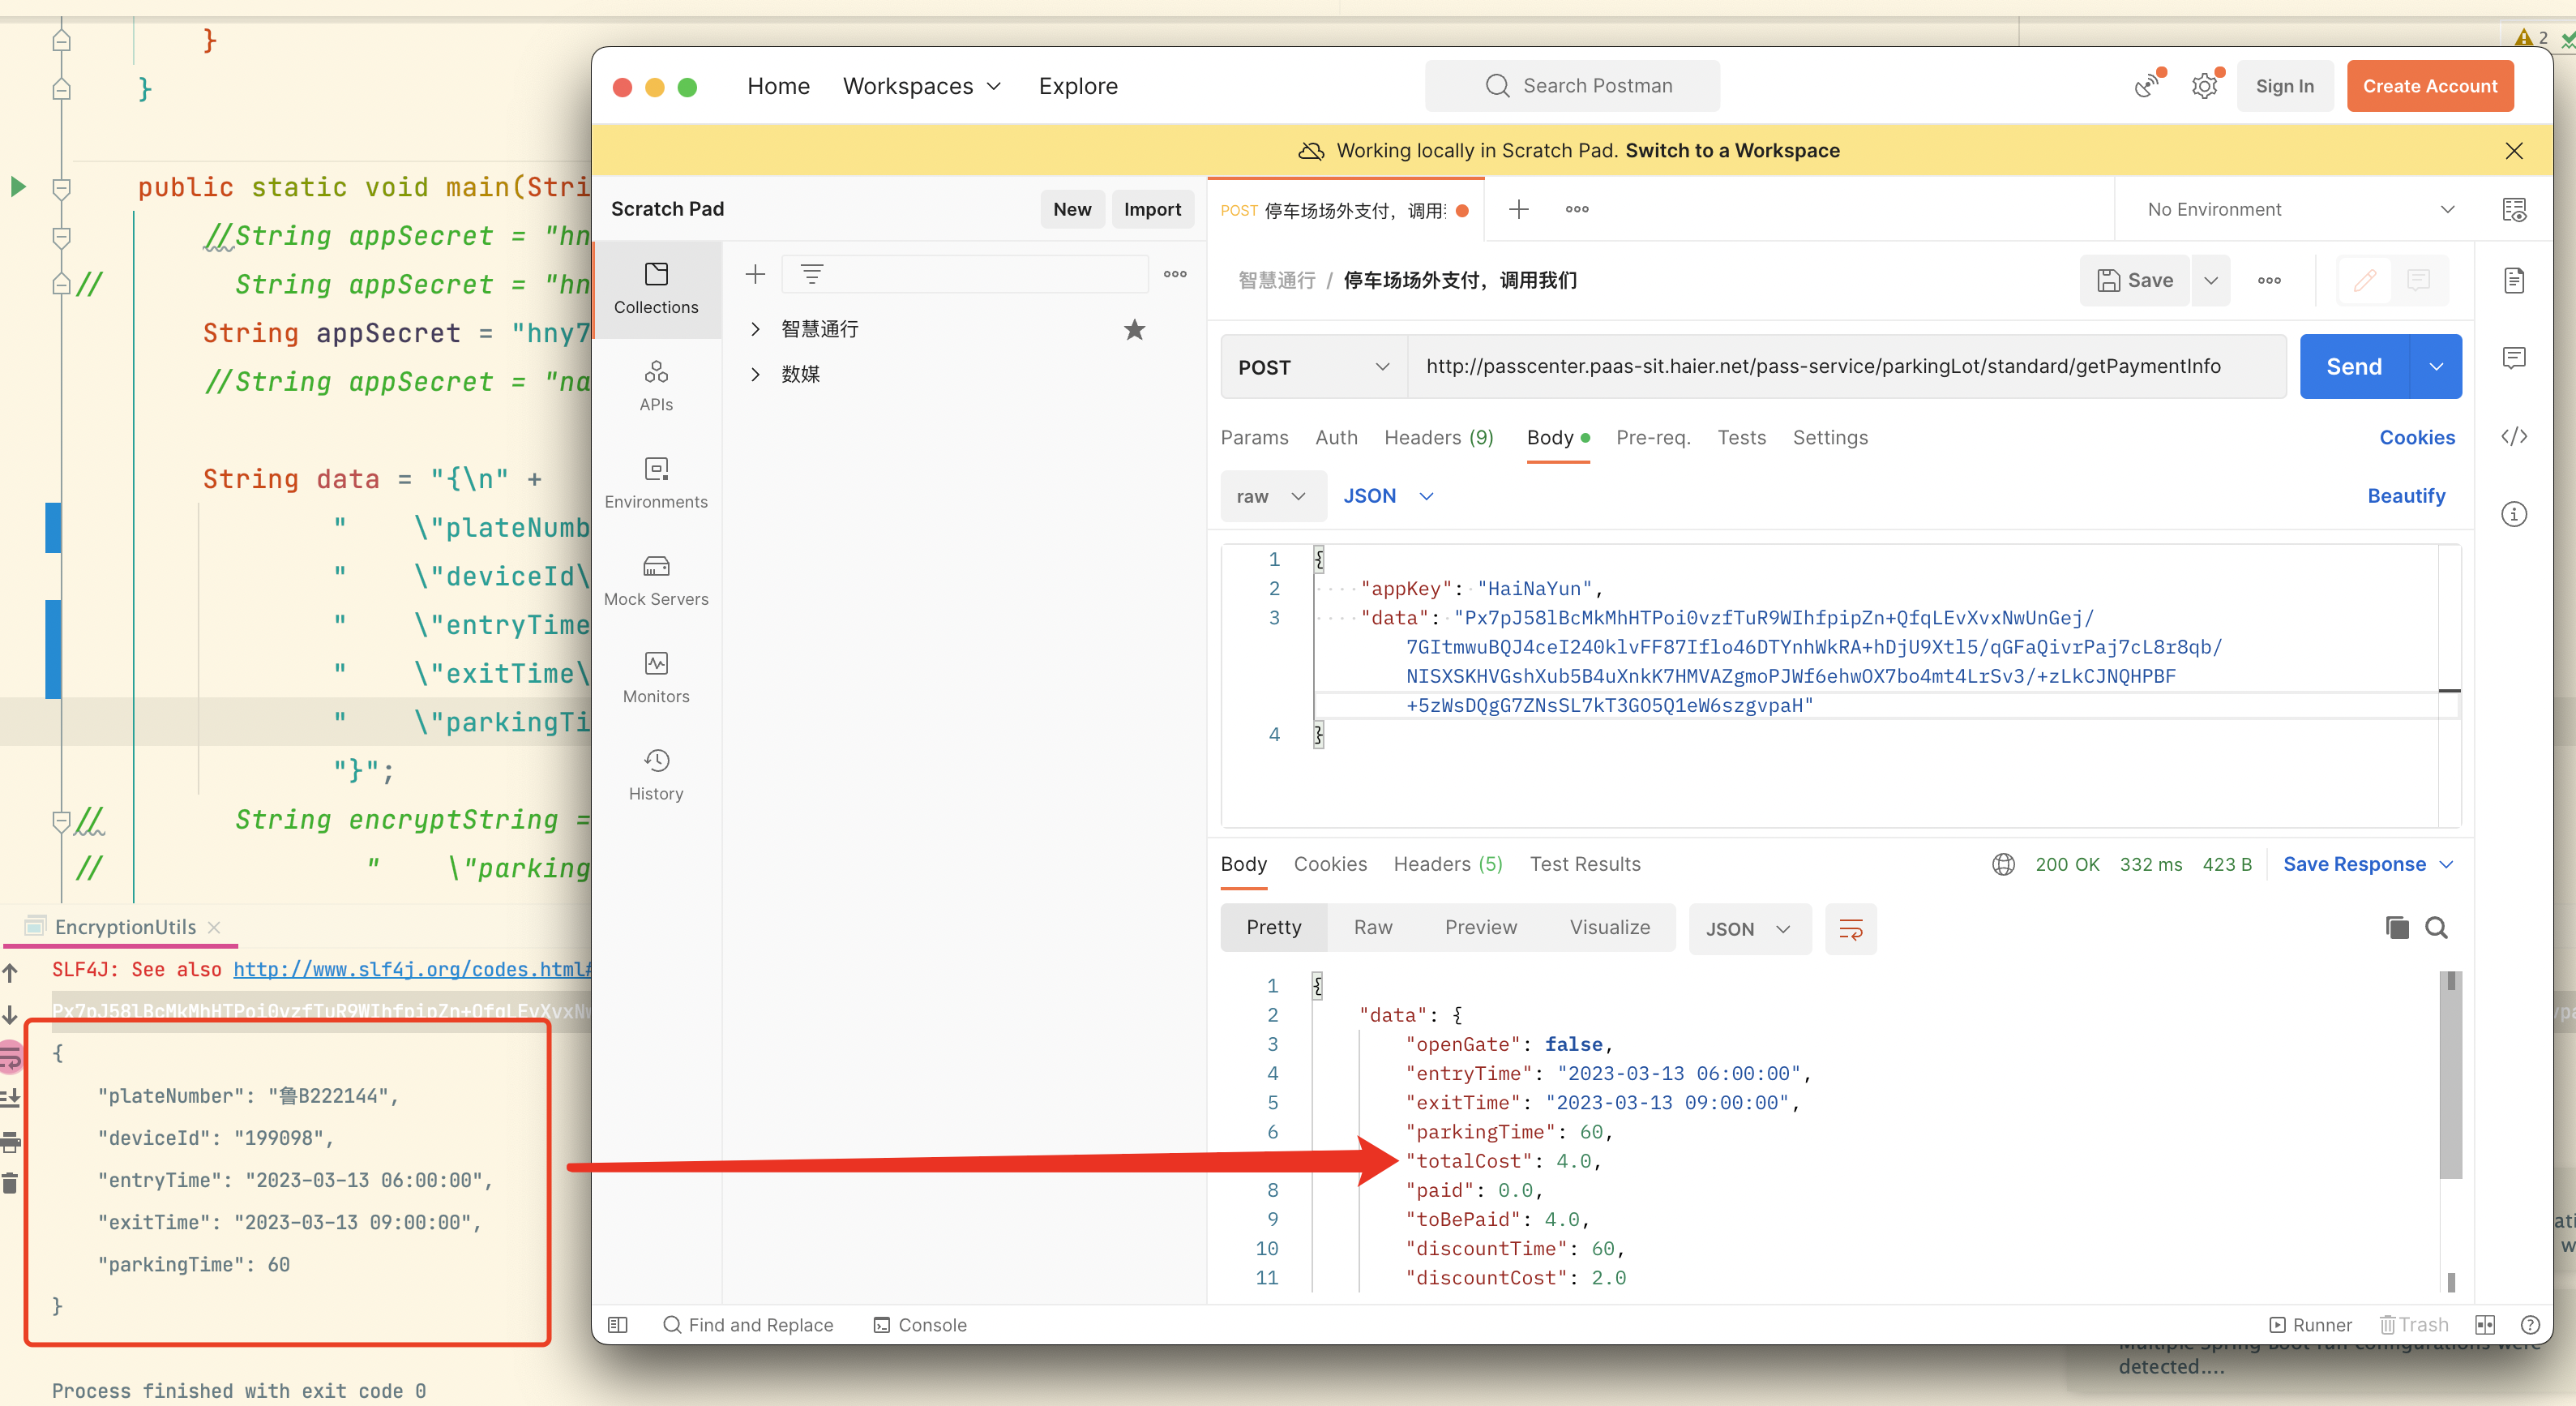 }
}
public static void main(Stri
//String appSecret = "hn
// String appSecret = "hn
String appSecret = "hny7
//String appSecret = "na
String data = "{\n" +
" \"plateNumb
" \"deviceId\
" \"entryTime
" \"exitTime\
" \"parkingTi
"}";
// String encryptString =
// " \"parking
EncryptionUtils
SLF4J: See also http://www.slf4j.org/codes.html#
Px7pJ58lBcMkMhHTPoi0vzfTuR9WIhfpipZn+QfqLEvXvxNw
{
"plateNumber": "鲁B222144",
"deviceId": "199098",
"entryTime": "2023-03-13 06:00:00",
"exitTime": "2023-03-13 09:00:00",
"parkingTime": 60
}
Process finished with exit code 0
2
Home Workspaces Explore
Search Postman
Sign In
Create Account
Working locally in Scratch Pad. Switch to a Workspace
Scratch Pad
New
Import
Collections
APIs
Environments
Mock Servers
Monitors
History
智慧通行
数媒
POST 停车场场外支付，调用
No Environment
智慧通行 / 停车场场外支付，调用我们
Save
POST
http://passcenter.paas-sit.haier.net/pass-service/parkingLot/standard/getPaymentInfo
Send
Params Auth Headers (9) Body Pre-req. Tests Settings
Cookies
raw JSON
Beautify
1 {
2 "appKey": "HaiNaYun",
3 "data": "Px7pJ58lBcMkMhHTPoi0vzfTuR9WIhfpipZn+QfqLEvXvxNwUnGej/
7GItmwuBQJ4ceI240klvFF87Iflo46DTYnhWkRA+hDjU9Xtl5/qGFaQivrPaj7cL8r8qb/
NISXSKHVGshXub5B4uXnkK7HMVAZgmoPJWf6ehwOX7bo4mt4LrSv3/+zLkCJNQHPBF
+5zWsDQgG7ZNsSL7kT3GO5Q1eW6szgvpaH"
4 }
Body Cookies Headers (5) Test Results
200 OK 332 ms 423 B Save Response
Pretty Raw Preview Visualize JSON
1 {
2 "data": {
3 "openGate": false,
4 "entryTime": "2023-03-13 06:00:00",
5 "exitTime": "2023-03-13 09:00:00",
6 "parkingTime": 60,
"totalCost": 4.0,
8 "paid": 0.0,
9 "toBePaid": 4.0,
10 "discountTime": 60,
11 "discountCost": 2.0
Find and Replace Console
Runner Trash
Multiple Spring Boot run configurations were
detected....